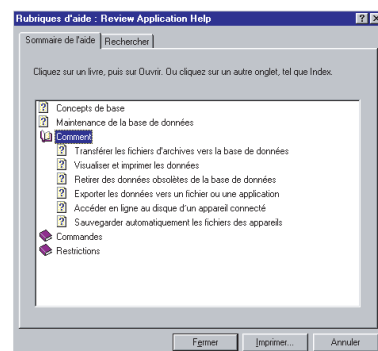 Rubriques d'aide : Review Application Help
Sommaire de l'aide
Rechercher
Cliquez sur un livre, puis sur Ouvrir. Ou cliquez sur un autre onglet, tel que Index.
Concepts de base
Maintenance de la base de données
Comment
Transférer les fichiers d'archives vers la base de données
Visualiser et imprimer les données
Retirer des données obsolètes de la base de données
Exporter les données vers un fichier ou une application
Accéder en ligne au disque d'un appareil connecté
Sauvegarder automatiquement les fichiers des appareils
Commandes
Restrictions
Fermer
Imprimer...
Annuler